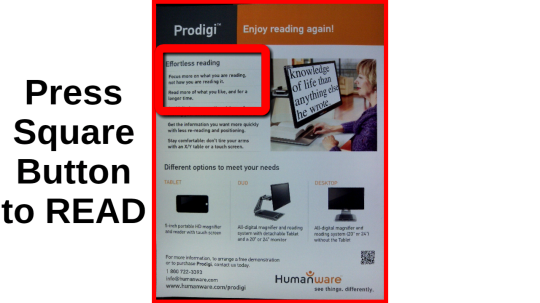 Press
Square
Button
to READ
Prodigi™
Enjoy reading again!
Effortless reading
Focus more on what you are reading,
not how you are reading it.
Read more of what you like, and for a
longer time.
Get the information you want more quickly
with less re-reading and positioning.
Stay comfortable: don't tire your arms
with an X/Y table or a touch screen.
knowledge
of life than
anything else
he wrote
Different options to meet your needs
TABLET
DUO
DESKTOP
5-inch portable HD magnifier
and reader with touch screen
All-digital magnifier and reading
system with detachable Tablet
and a 20" or 24" monitor
All-digital magnifier and
reading system (20" or 24")
without the Tablet
For more information, to arrange a free demonstration
or to purchase Prodigi, contact us today.
1 800 722-3393
info@humanware.com
www.humanware.com/prodigi
Humanware
see things. differently.